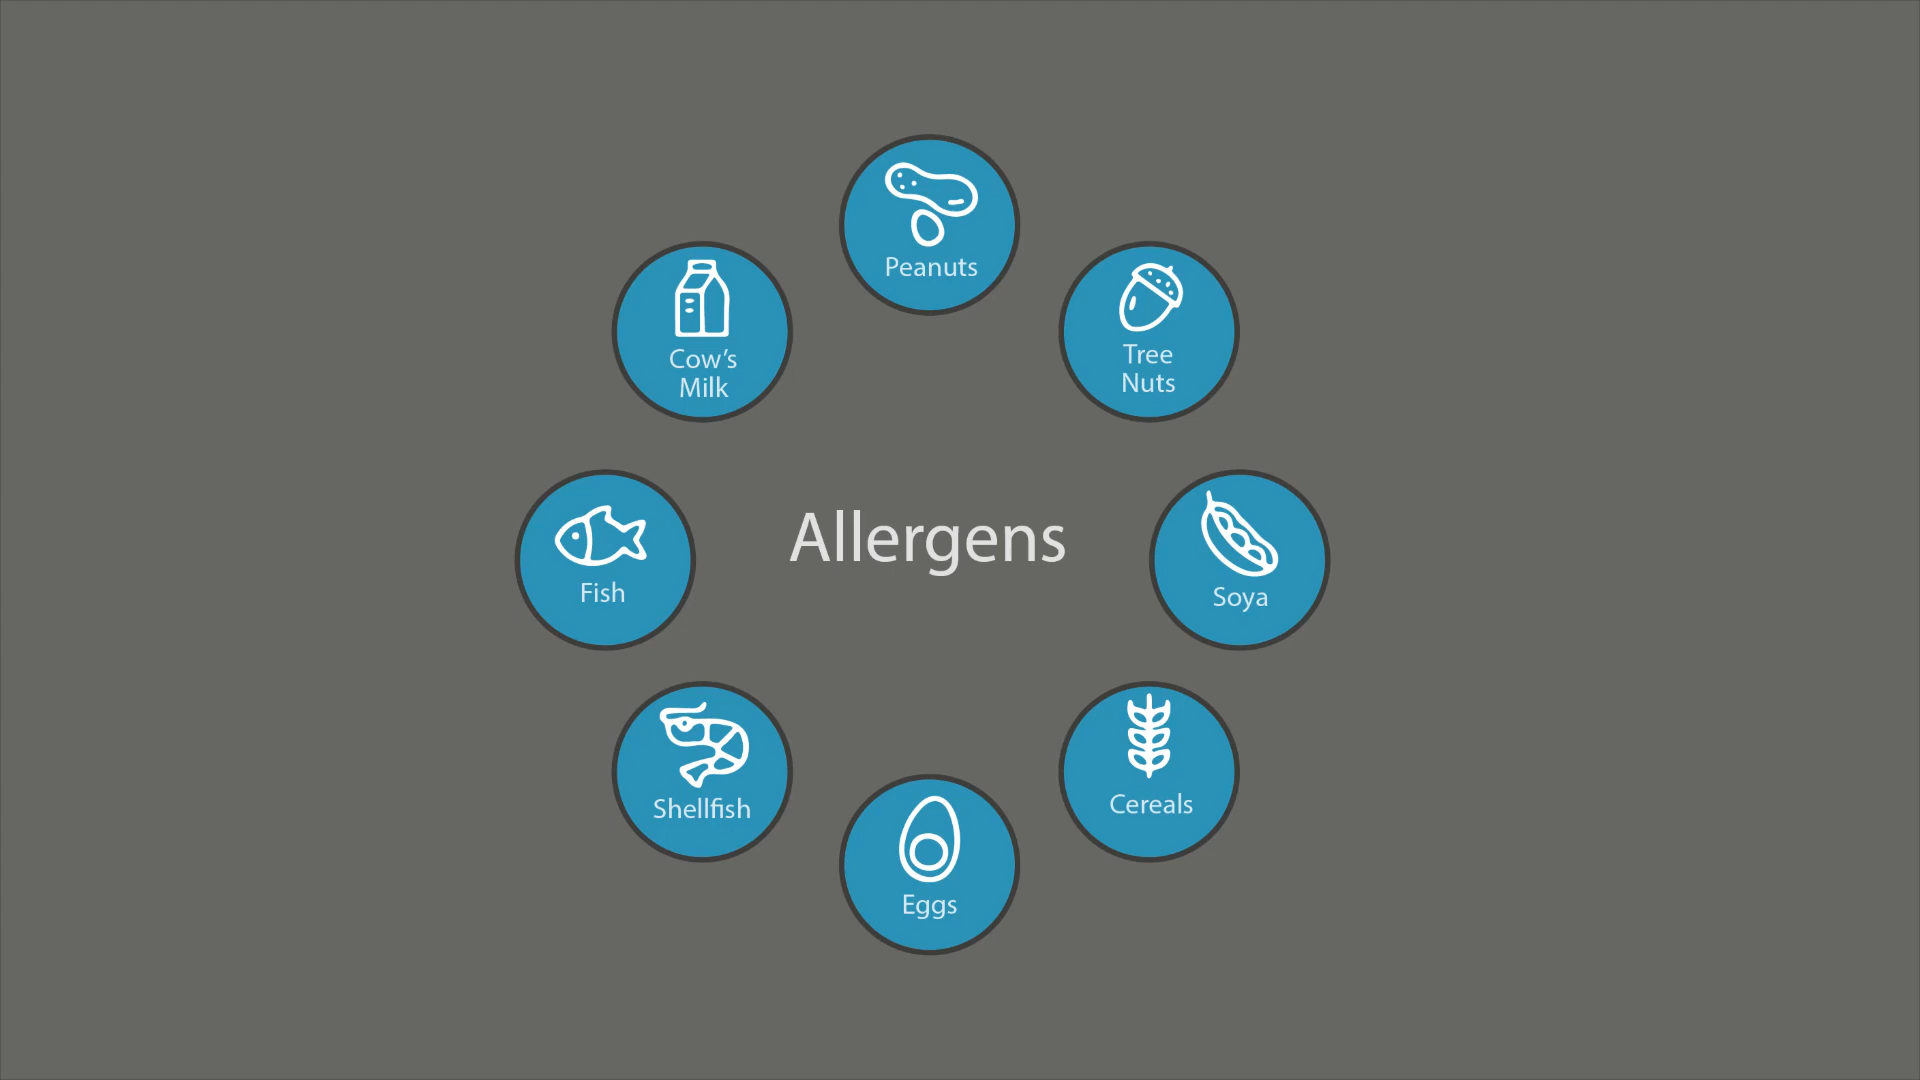 Peanuts
Cow’s
Milk
Tree
Nuts
Allergens
Fish
Soya
Shellfish
Cereals
Eggs